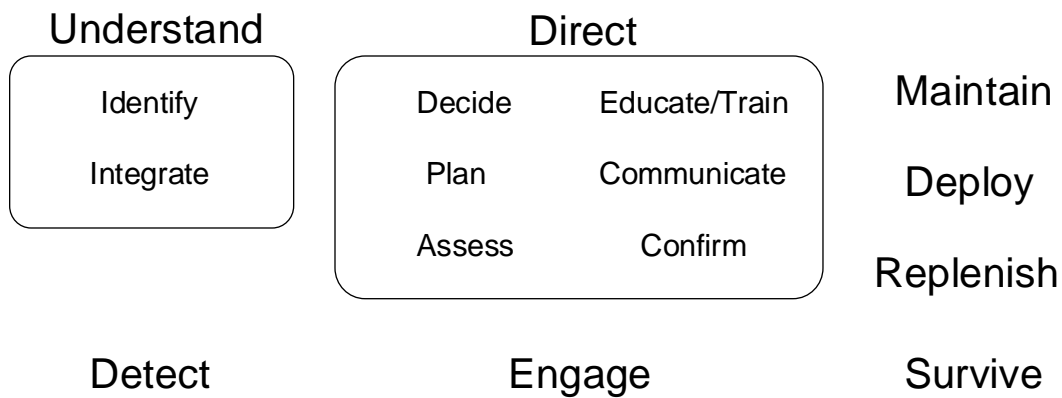 Understand
Identify
Integrate
Direct
Decide
Educate/Train
Plan
Communicate
Assess
Confirm
Maintain
Deploy
Replenish
Detect
Engage
Survive